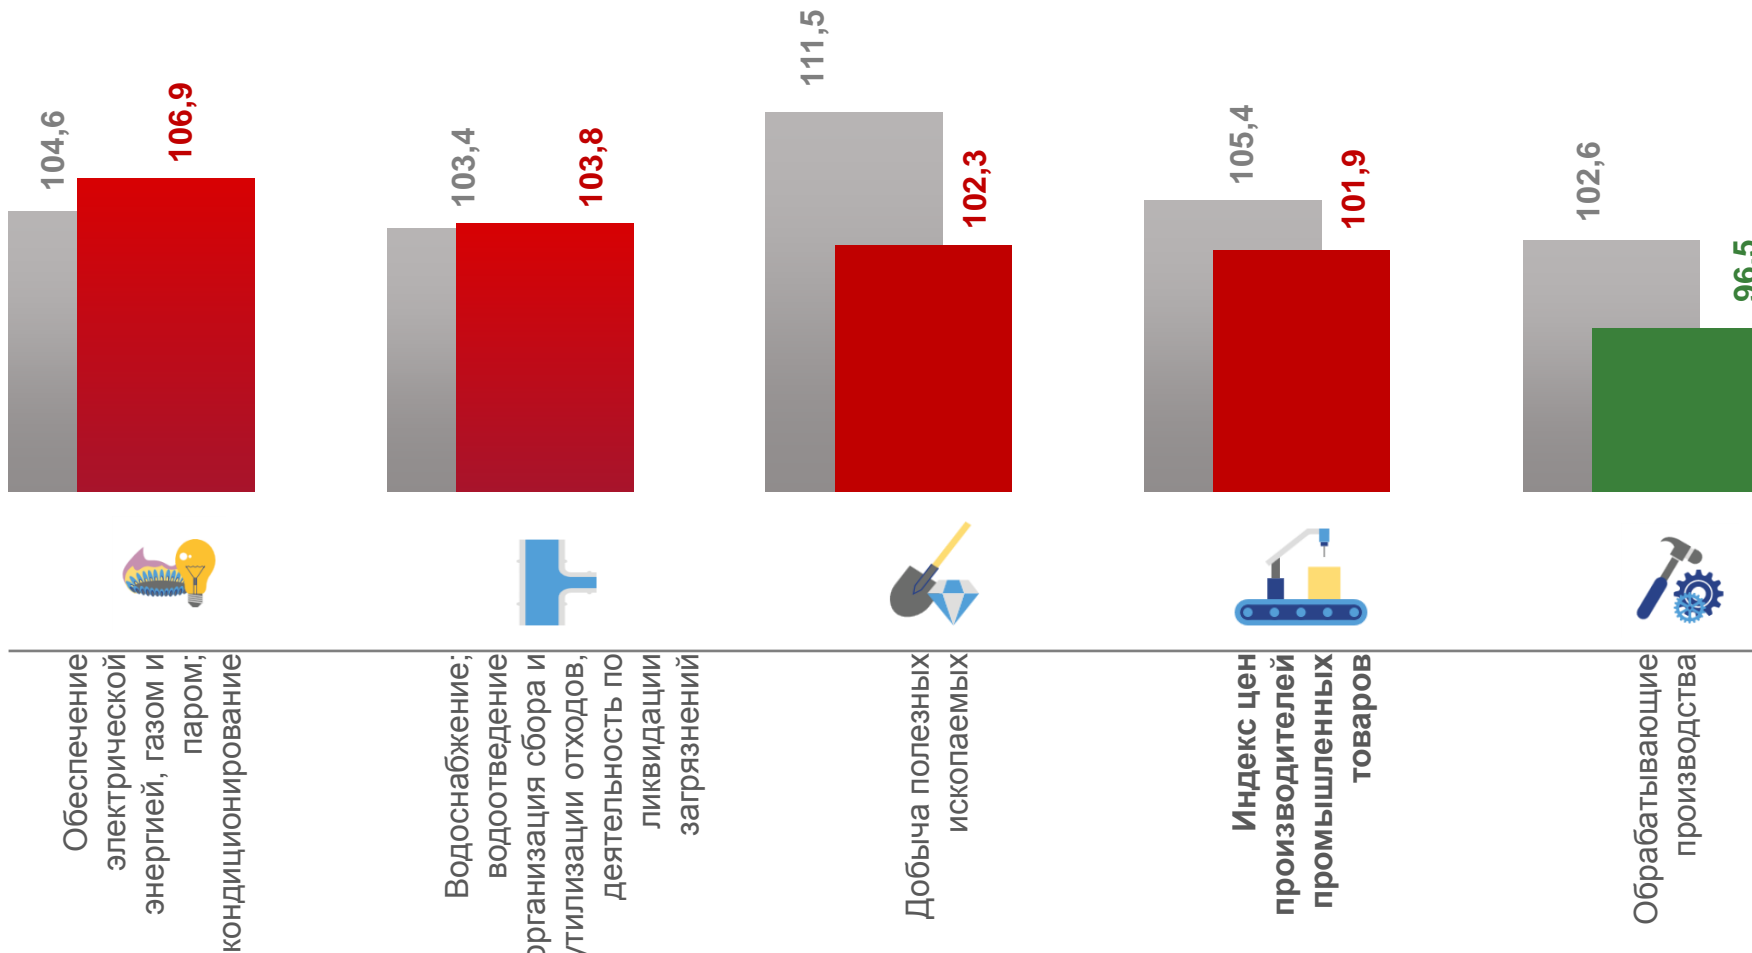 104,6
106,9
103,4
103,8
111,5
102,3
105,4
101,9
102,6
96,5
Обеспечение
электрической
энергией, газом и
паром;
кондиционирование
Водоснабжение;
водоотведение
организация сбора и
утилизации отходов,
деятельность по
ликвидации
загрязнений
Добыча полезных
ископаемых
Индекс цен
производителей
промышленных
товаров
Обрабатывающие
производства